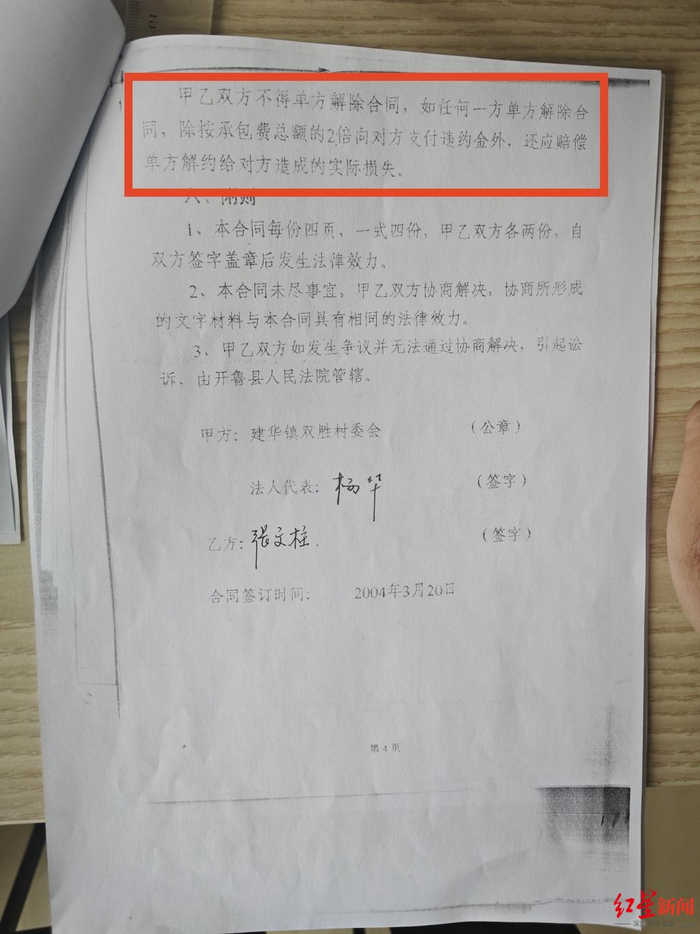 甲乙双方不得单方解除合同，如任何一方单方解除合
同，除按承包费总额的2倍向对方支付违约金外，还应赔偿
单方解约给对方造成的实际损失。
八、附则
1、本合同每份四页，一式四份，甲乙双方各两份，自
双方签字盖章后发生法律效力。
2、本合同未尽事宜，甲乙双方协商解决，协商所形成
的文字材料与本合同具有相同的法律效力。
3、甲乙双方如发生争议并无法通过协商解决，引起讼
诉，由开鲁县人民法院管辖。
甲方：建华镇双胜村委会 （公章）
法人代表：杨华 （签字）
乙方：張文柱. （签字）
合同签订时间： 2004年3月20日
第4页
红星新闻